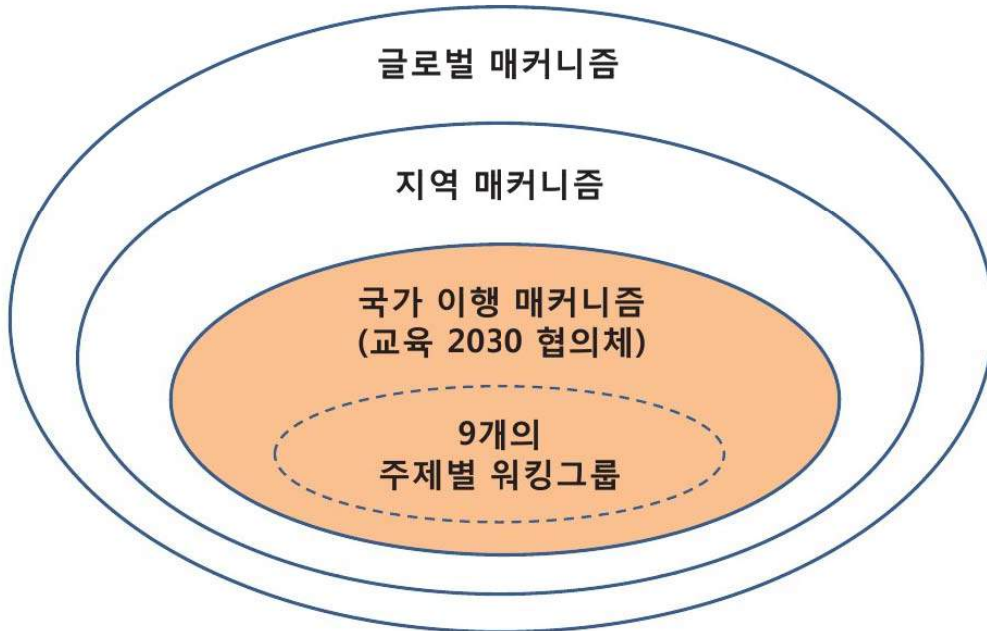 글로벌 매커니즘
지역 매커니즘
국가 이행 매커니즘
(교육 2030 협의체)
9개의
주제별 워킹그룹